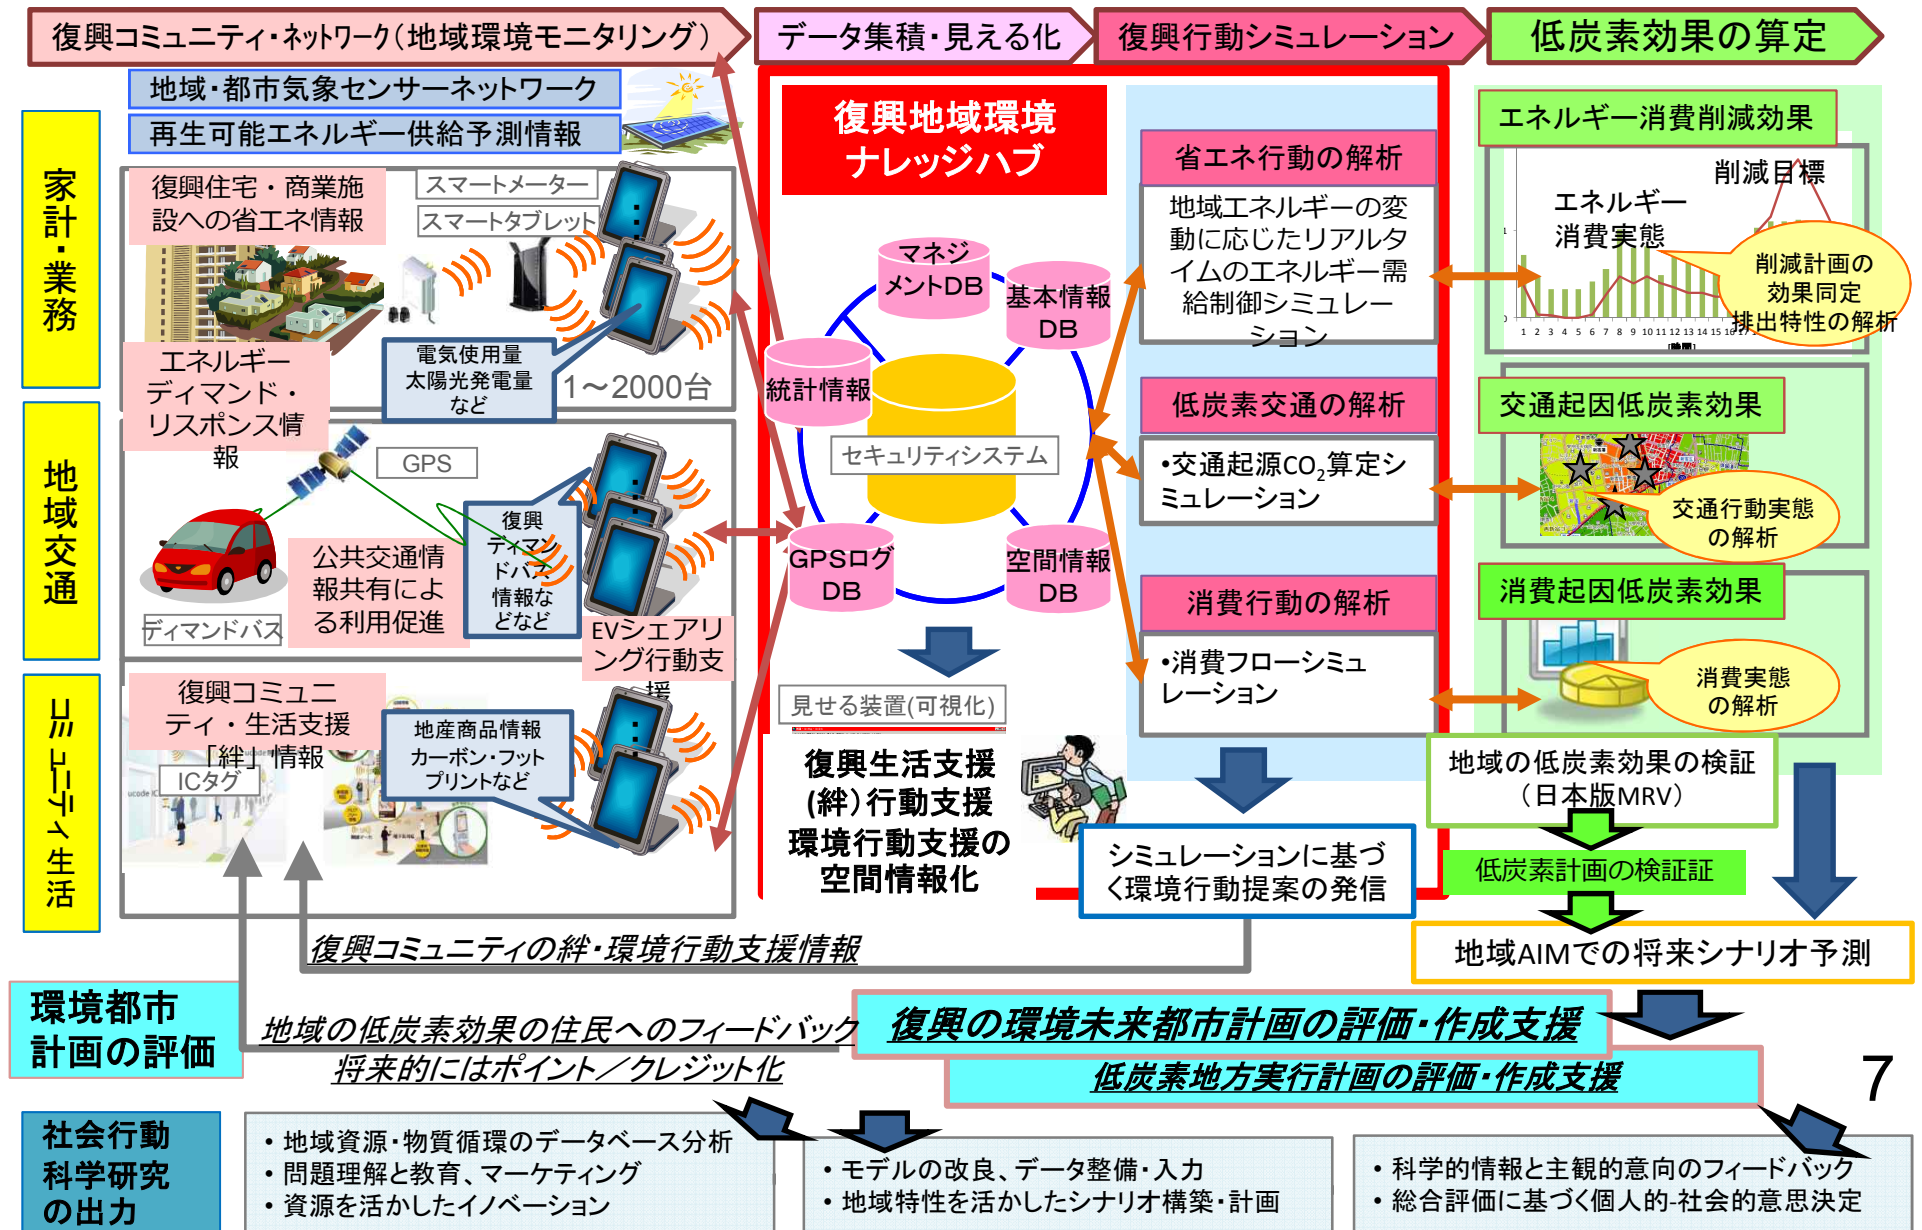 復興コミュニティ・ネットワーク(地域環境モニタリング)
データ集積・見える化
復興行動シミュレーション
低炭素効果の算定
地域・都市気象センサーネットワーク
再生可能エネルギー供給予測情報
家計・業務
復興住宅・商業施
設への省エネ情報
スマートメーター
スマートタブレット
エネルギー
ディマンド・
リスポンス情
報
電気使用量
太陽光発電量
など
1〜2000台
地域交通
GPS
ディマンドバス
公共交通情
報共有によ
る利用促進
復興
ディマン
ドバス
情報な
どなど
EVシェアリ
ング行動支
援
コミュニティ生活
復興コミュニ
ティ・生活支援
「絆」情報
ICタグ
地産商品情報
カーボン・フット
プリントなど
復興地域環境
ナレッジハブ
マネジ
メントDB
基本情報
DB
統計情報
セキュリティシステム
GPSログ
DB
空間情報
DB
見せる装置(可視化)
復興生活支援
(絆)行動支援
環境行動支援の
空間情報化
省エネ行動の解析
地域エネルギーの変
動に応じたリアルタ
イムのエネルギー需
給制御シミュレー
ション
低炭素交通の解析
•交通起源CO₂算定シ
ミュレーション
消費行動の解析
•消費フローシミュ
レーション
シミュレーションに基づ
く環境行動提案の発信
エネルギー消費削減効果
削減目標
エネルギー
消費実態
削減計画の
効果同定
排出特性の解析
1
0
1 2 3 4 5 6 7 8 9 10 11 12 13 14 15 16 17
[時間]
交通起因低炭素効果
交通行動実態
の解析
消費起因低炭素効果
消費実態
の解析
地域の低炭素効果の検証
(日本版MRV)
低炭素計画の検証証
地域AIMでの将来シナリオ予測
復興コミュニティの絆・環境行動支援情報
環境都市
計画の評価
地域の低炭素効果の住民へのフィードバック
将来的にはポイント/クレジット化
復興の環境未来都市計画の評価・作成支援
低炭素地方実行計画の評価・作成支援
7
社会行動
科学研究
の出力
• 地域資源・物質循環のデータベース分析
• 問題理解と教育、マーケティング
• 資源を活かしたイノベーション
• モデルの改良、データ整備・入力
• 地域特性を活かしたシナリオ構築・計画
• 科学的情報と主観的意向のフィードバック
• 総合評価に基づく個人的-社会的意思決定